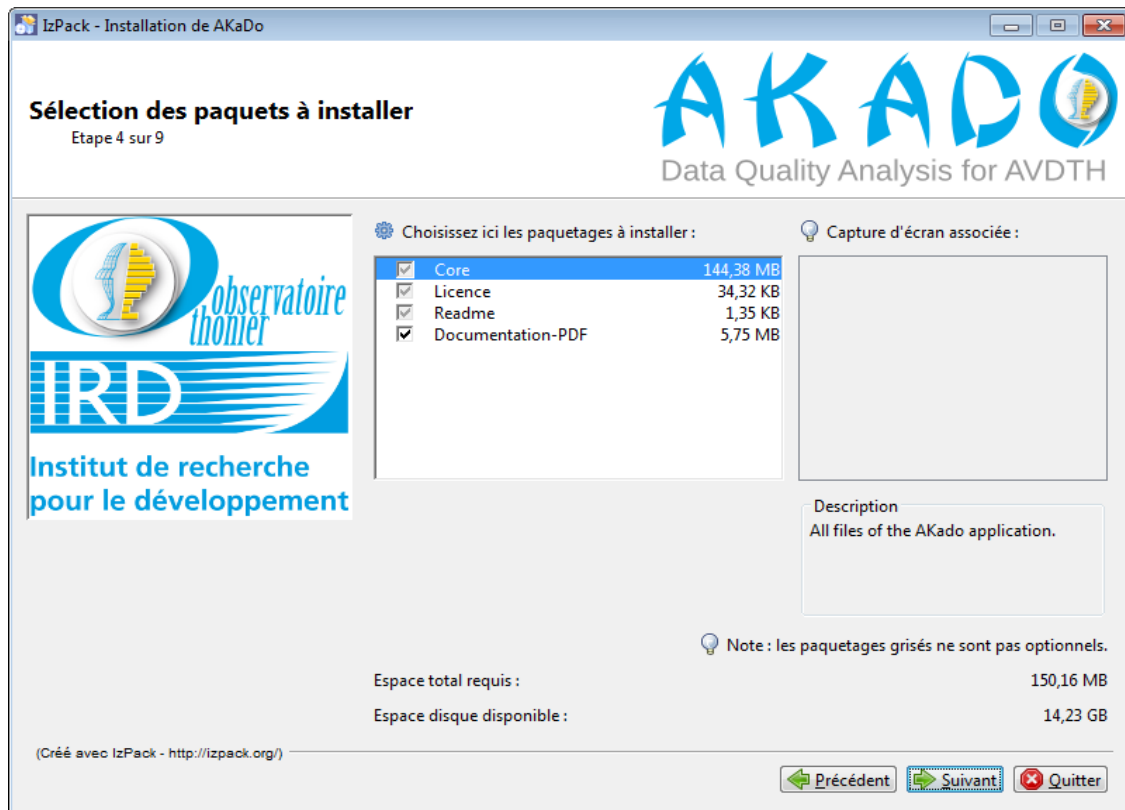 IzPack - Installation de AKaDo
Sélection des paquets à installer
Etape 4 sur 9
AKADO
Data Quality Analysis for AVDTH
observatoire
thonier
IRD
Institut de recherche
pour le développement
Choisissez ici les paquetages à installer :
Core 144,38 MB
Licence 34,32 KB
Readme 1,35 KB
Documentation-PDF 5,75 MB
Capture d'écran associée :
Description
All files of the AKado application.
Note : les paquetages grisés ne sont pas optionnels.
Espace total requis : 150,16 MB
Espace disque disponible : 14,23 GB
(Créé avec IzPack - http://izpack.org/)
Précédent Suivant Quitter